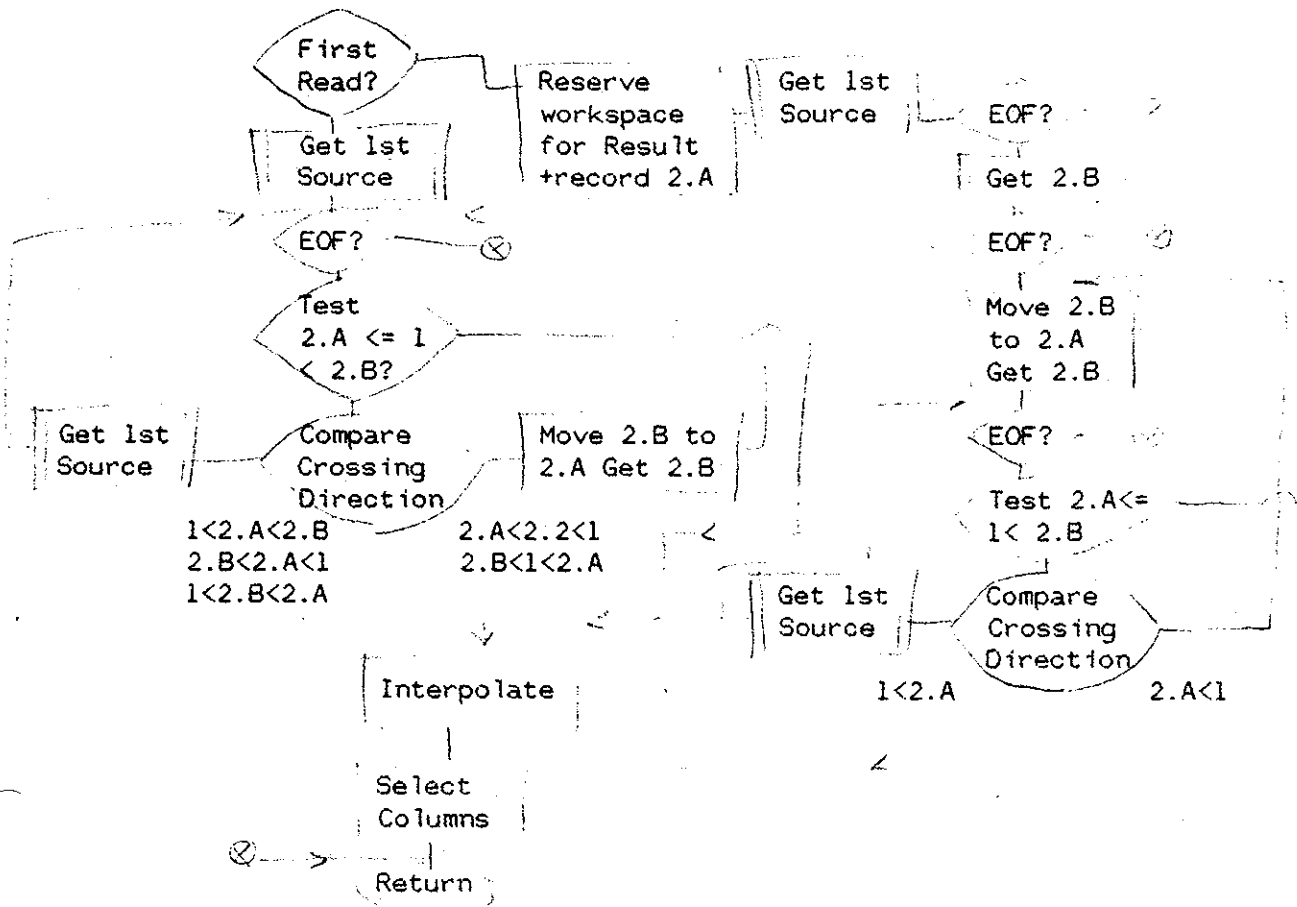 First
Read?
Reserve
workspace
for Result
+record 2.A
Get 1st
Source
EOF?
Get 2.B
EOF?
Move 2.B
to 2.A
Get 2.B
EOF?
Test 2.A<=
1< 2.B
Get 1st
Source
Compare
Crossing
Direction
1<2.A
2.A<1
Get 1st
Source
EOF?
Test
2.A <= 1
< 2.B?
Get 1st
Source
Compare
Crossing
Direction
Move 2.B to
2.A Get 2.B
1<2.A<2.B
2.B<2.A<1
1<2.B<2.A
2.A<2.2<1
2.B<1<2.A
Interpolate
Select
Columns
Return